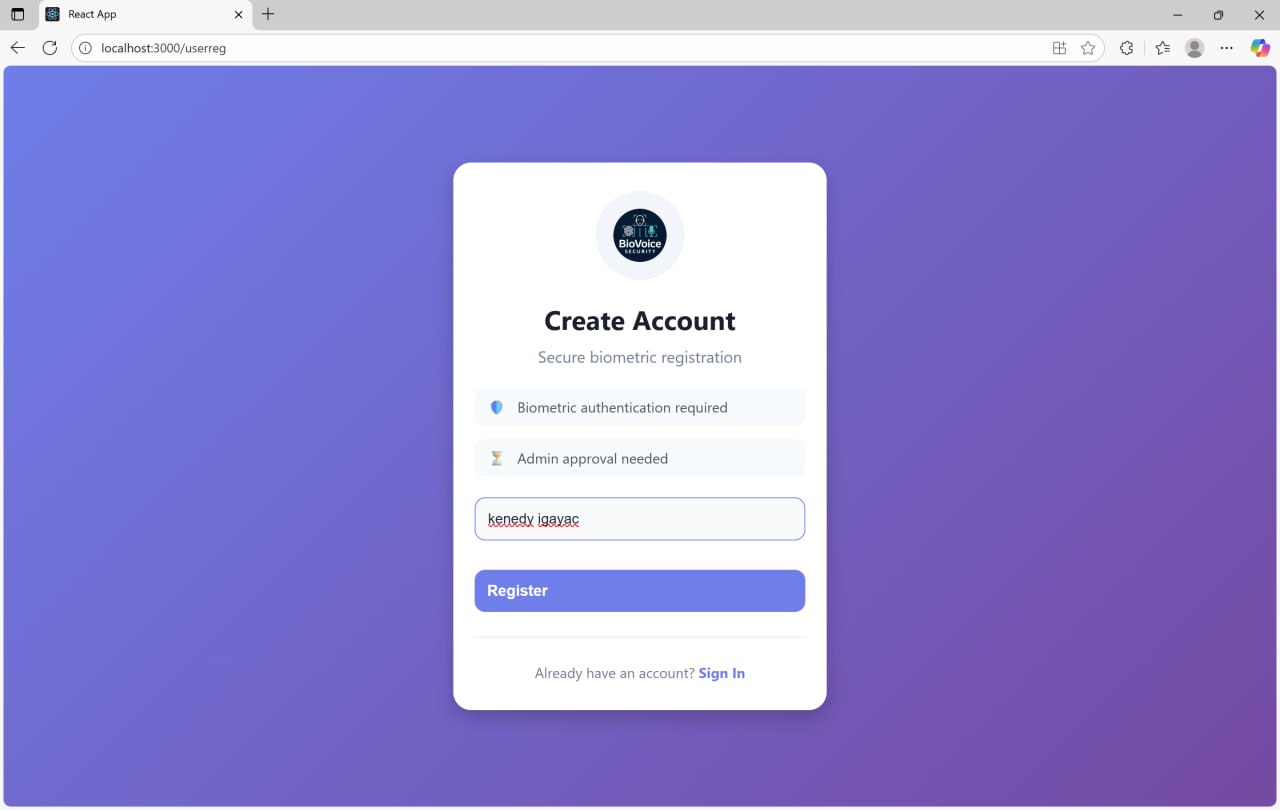 React App
localhost:3000/userreg
BioVoice
SECURITY
Create Account
Secure biometric registration
Biometric authentication required
Admin approval needed
kenedy igayac
Register
Already have an account? Sign In